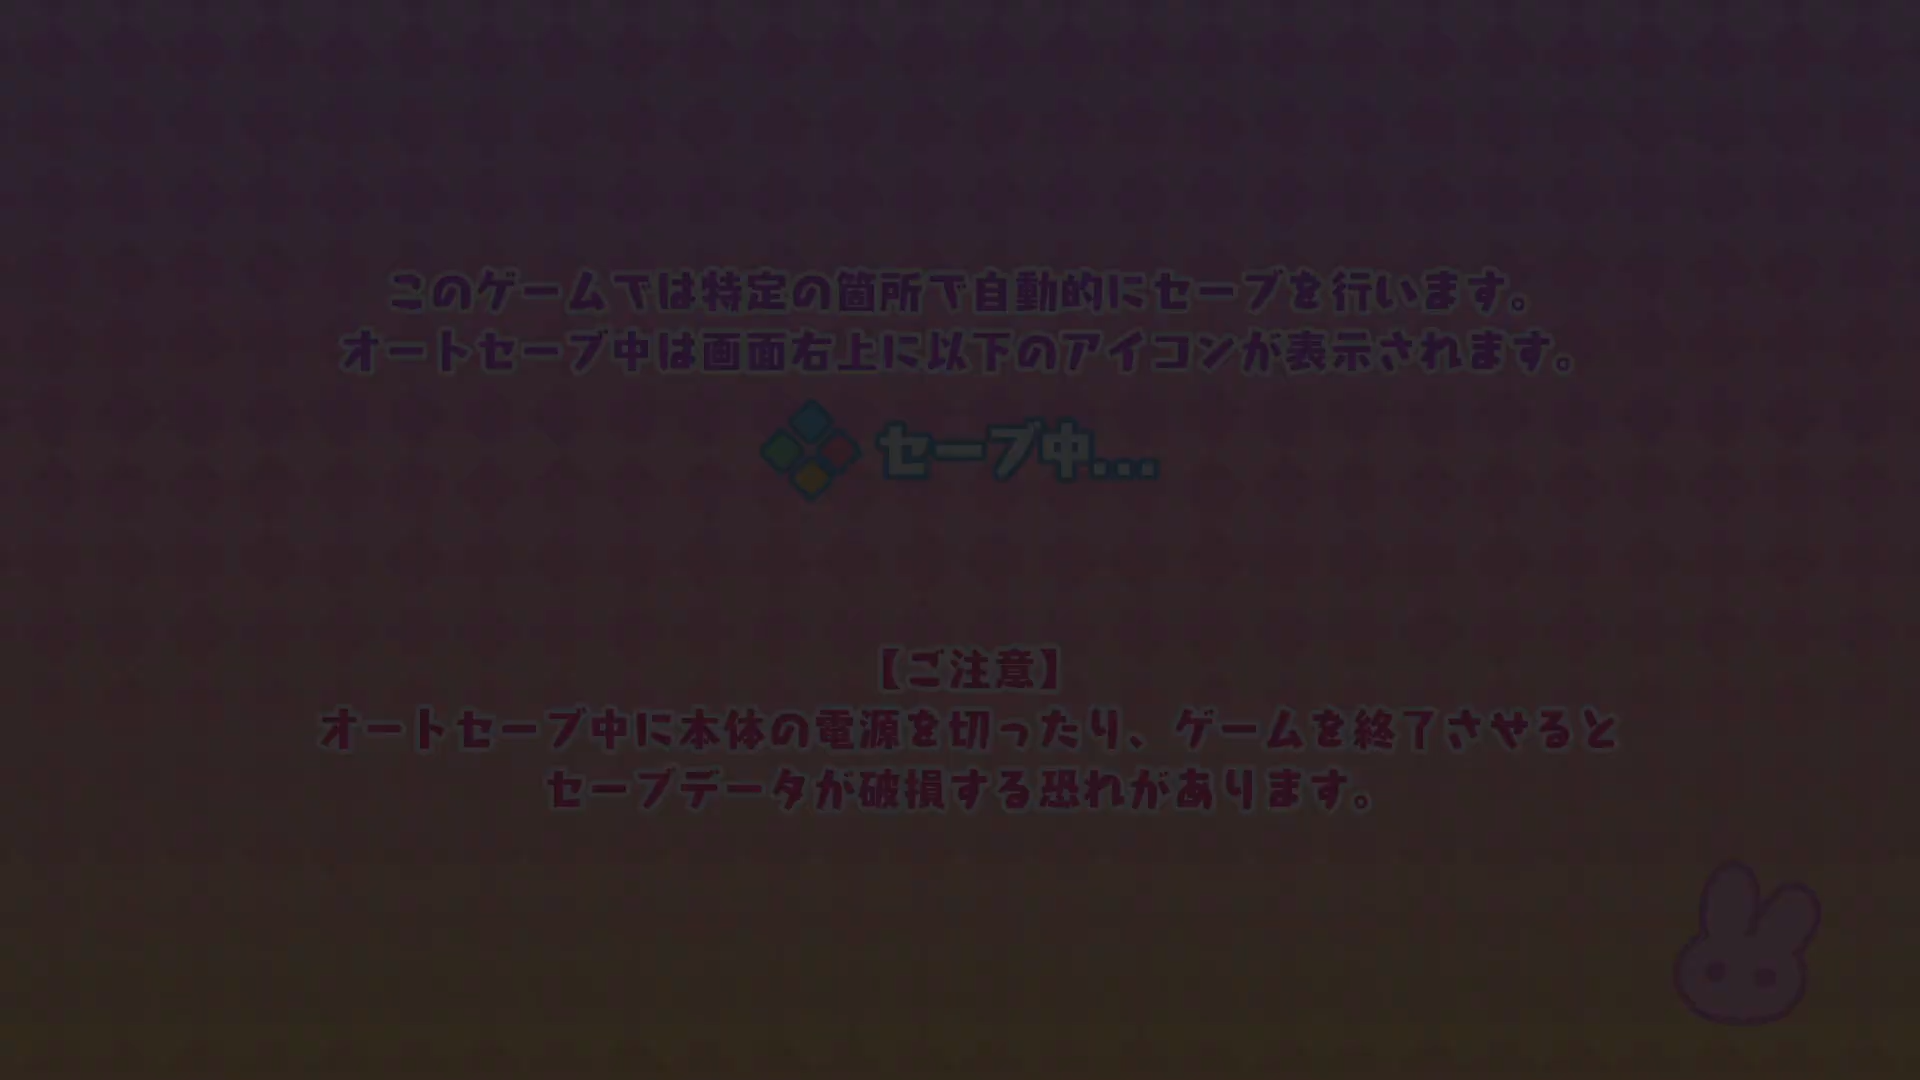 このゲームでは特定の箇所で自動的にセーブを行います。
オートセーブ中は画面右上に以下のアイコンが表示されます。
セーブ中...
【ご注意】
オートセーブ中に本体の電源を切ったり、ゲームを終了させると
セーブデータが破損する恐れがあります。